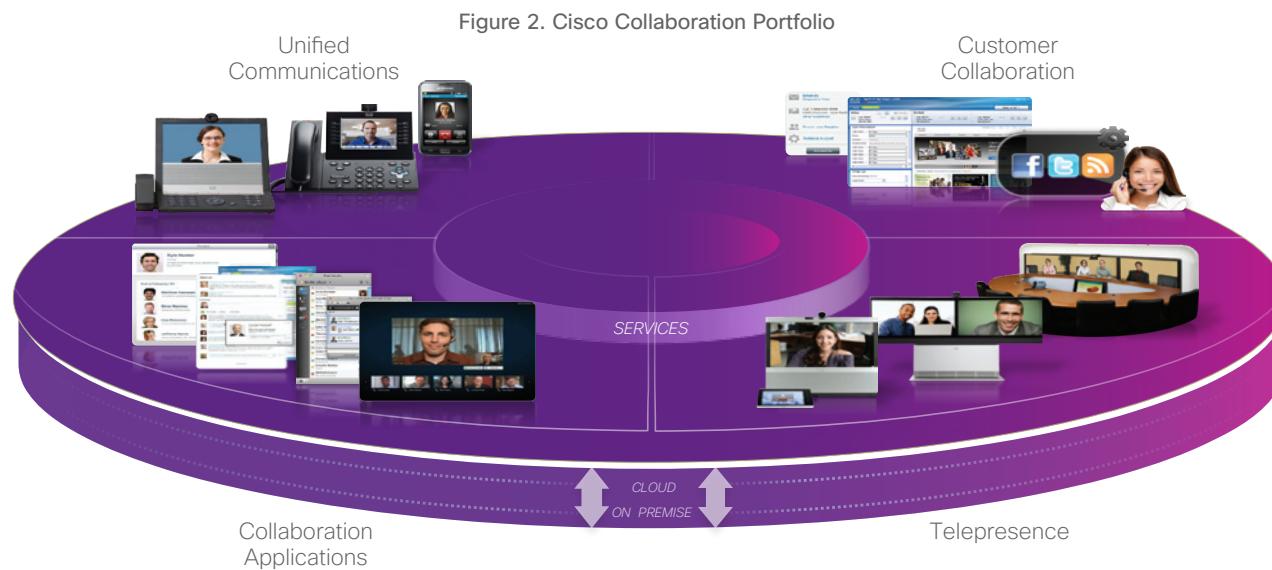 Figure 2. Cisco Collaboration Portfolio
Unified
Communications
Customer
Collaboration
SERVICES
CLOUD
ON PREMISE
Collaboration
Applications
Telepresence